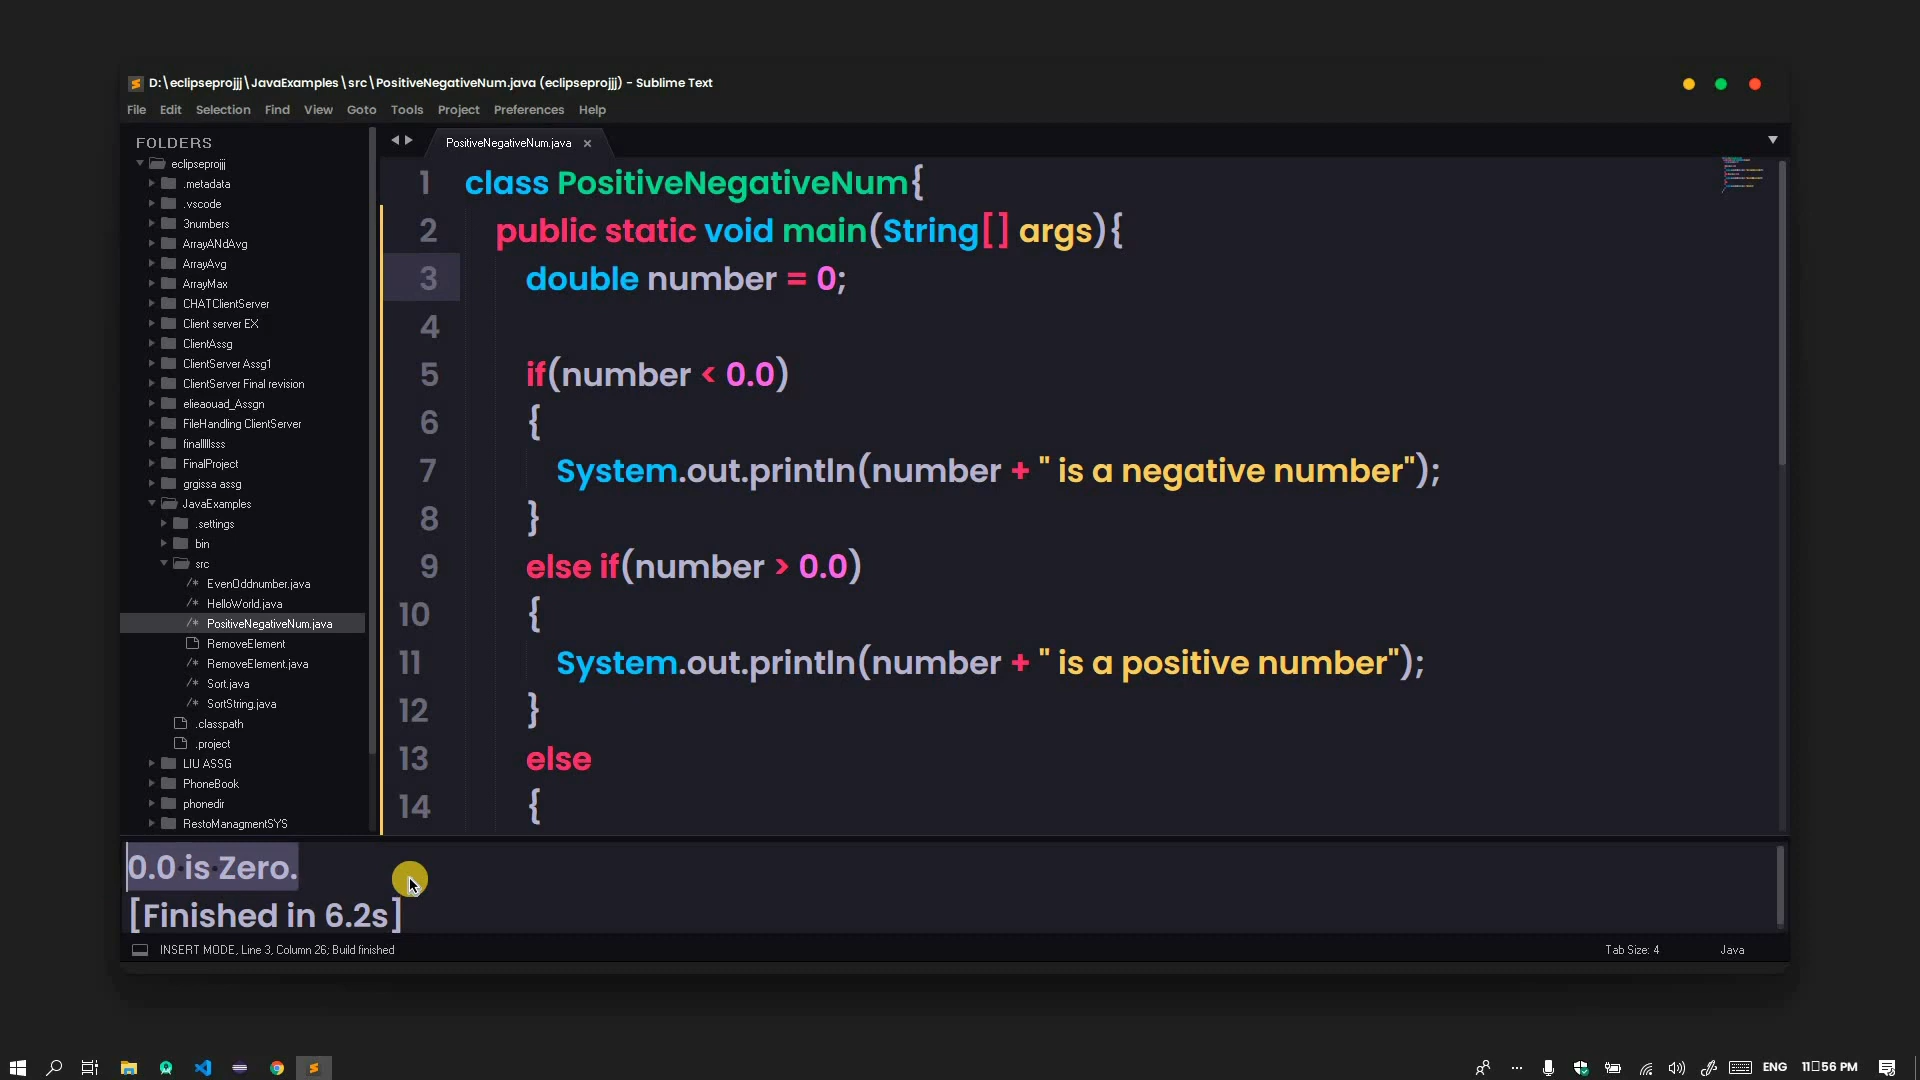 D:\eclipseprojjj\JavaExamples\src\PositiveNegativeNum.java (eclipseprojjj) - Sublime Text
File Edit Selection Find View Goto Tools Project Preferences Help
FOLDERS
eclipseprojjj
.metadata
.vscode
3numbers
ArrayANdAvg
ArrayAvg
ArrayMax
CHATClientServer
Client server EX
ClientAssg
ClientServer Assg1
ClientServer Final revision
elieaouad_Assgn
FileHandling ClientServer
finalllllsss
FinalProject
grgissa assg
JavaExamples
.settings
bin
src
/* EvenOddnumber.java
/* HelloWorld.java
/* PositiveNegativeNum.java
RemoveElement
/* RemoveElement.java
/* Sort.java
/* SortString.java
.classpath
.project
LIU ASSG
PhoneBook
phonedir
RestoManagmentSYS
PositiveNegativeNum.java ×
1 class PositiveNegativeNum{
2 public static void main(String[] args){
3 double number = 0;
4
5 if(number < 0.0)
6 {
7 System.out.println(number + " is a negative number");
8 }
9 else if(number > 0.0)
10 {
11 System.out.println(number + " is a positive number");
12 }
13 else
14 {
0.0 is Zero.
[Finished in 6.2s]
INSERT MODE, Line 3, Column 26; Build finished
Tab Size: 4
Java
ENG
11▯56 PM